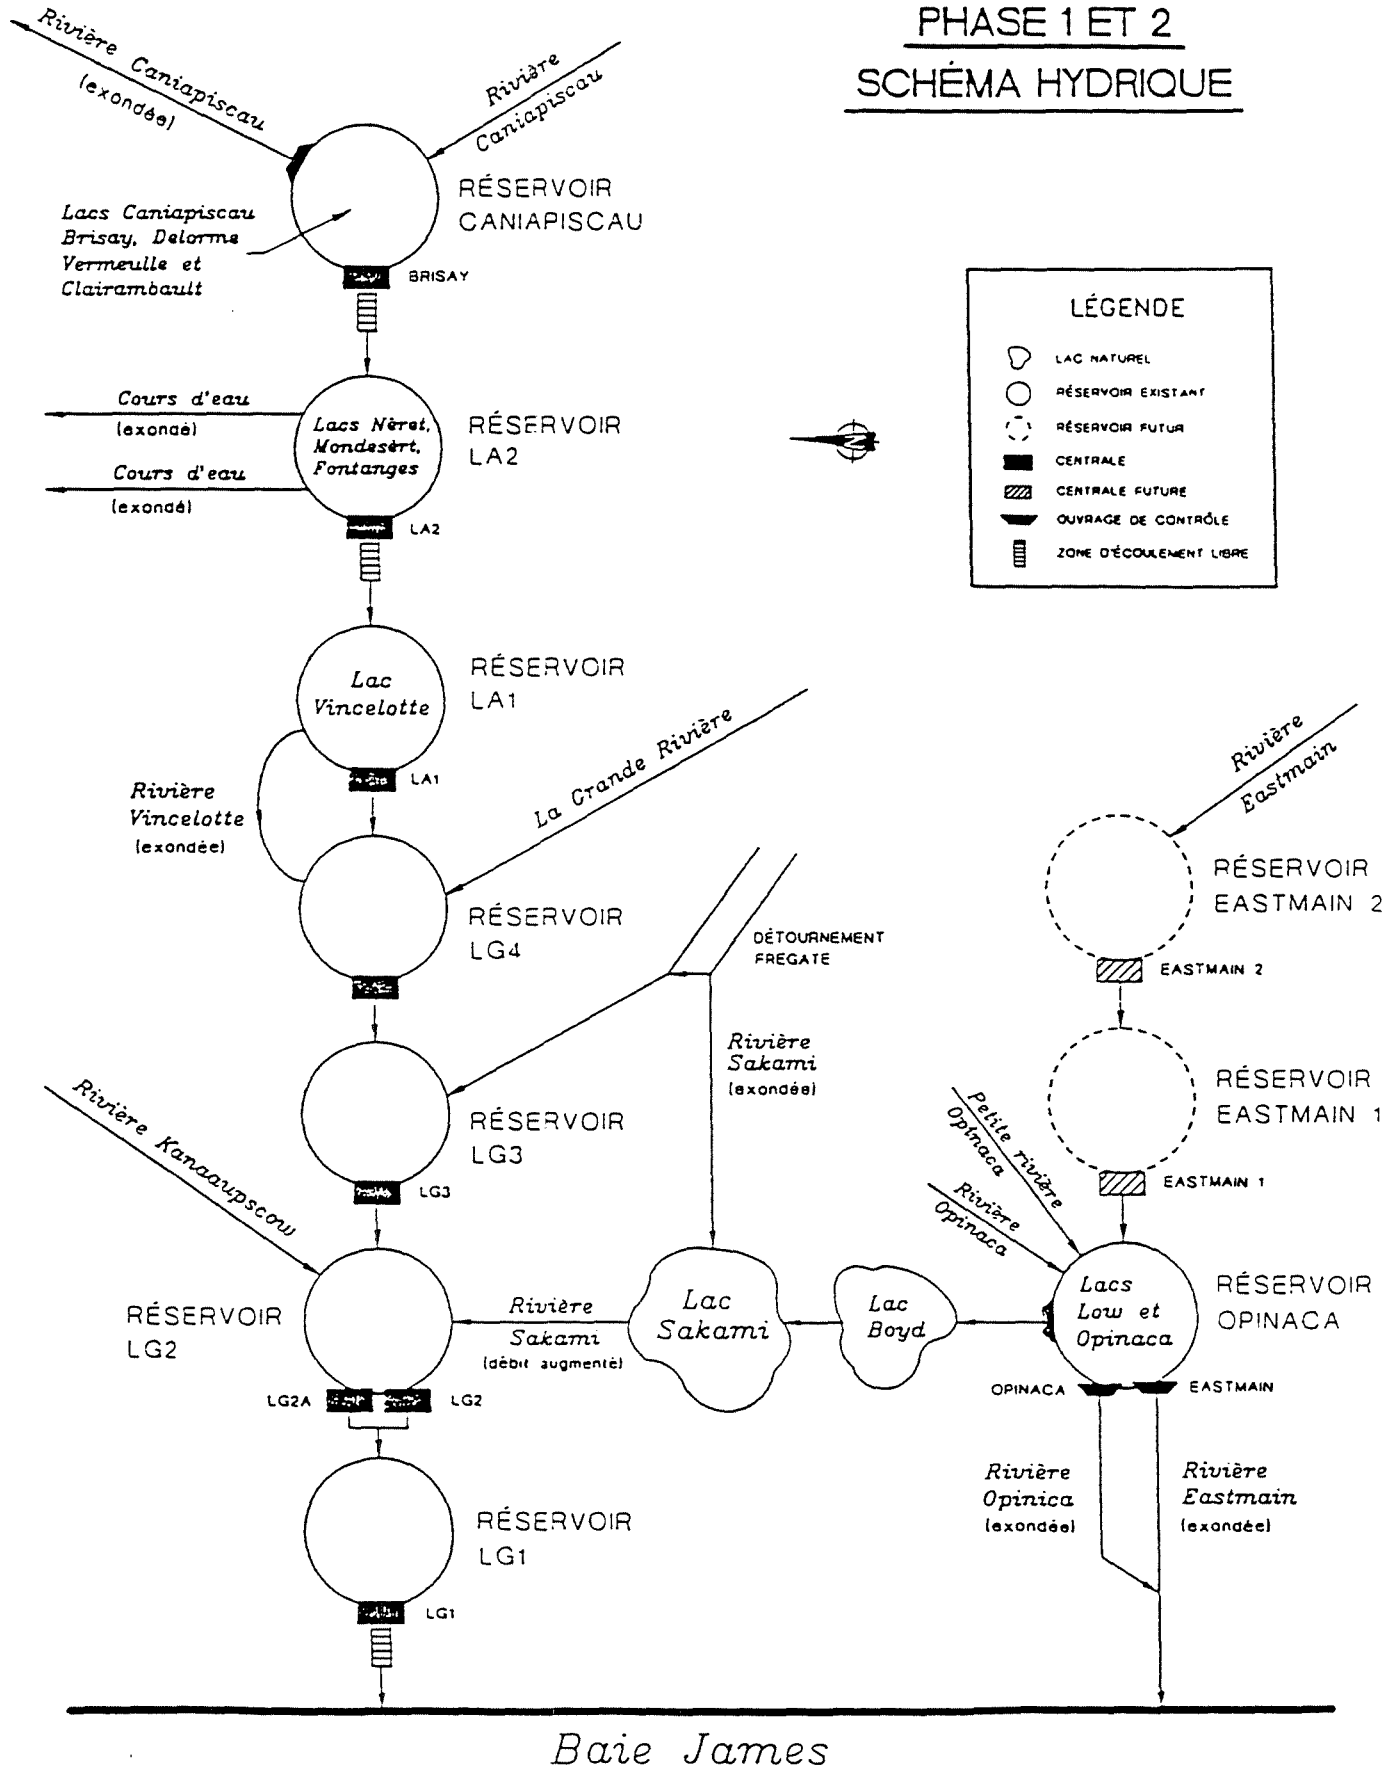 PHASE 1 ET 2
SCHÉMA HYDRIQUE
Rivière Caniapiscau
(exondée)
Rivière
Caniapiscau
RÉSERVOIR
CANIAPISCAU
Lacs Caniapiscau
Brisay, Delorme
Vermeulle et
Clairambault
BRISAY
LÉGENDE
LAC NATUREL
RÉSERVOIR EXISTANT
RÉSERVOIR FUTUR
CENTRALE
CENTRALE FUTURE
OUVRAGE DE CONTRÔLE
ZONE D'ÉCOULEMENT LIBRE
Cours d'eau
(exondé)
Cours d'eau
(exondé)
Lacs Nèret,
Mondesèrt,
Fontanges
RÉSERVOIR
LA2
N
LA2
Lac
Vincelotte
RÉSERVOIR
LA1
LA1
Rivière
Vincelotte
(exondée)
La Grande Rivière
RÉSERVOIR
LG4
DÉTOURNEMENT
FREGATE
Rivière
Eastmain
RÉSERVOIR
EASTMAIN 2
EASTMAIN 2
Rivière
Sakami
(exondée)
RÉSERVOIR
LG3
LG3
RÉSERVOIR
EASTMAIN 1
EASTMAIN 1
Rivière Kanaaupscow
Petite rivière
Opinaca
Rivière
Opinaca
RÉSERVOIR
LG2
Rivière
Sakami
(débit augmenté)
Lac
Sakami
Lac
Boyd
Lacs
Low et
Opinaca
RÉSERVOIR
OPINACA
LG2A
LG2
OPINACA
EASTMAIN
Rivière
Opinica
(exondée)
Rivière
Eastmain
(exondée)
RÉSERVOIR
LG1
LG1
Baie James